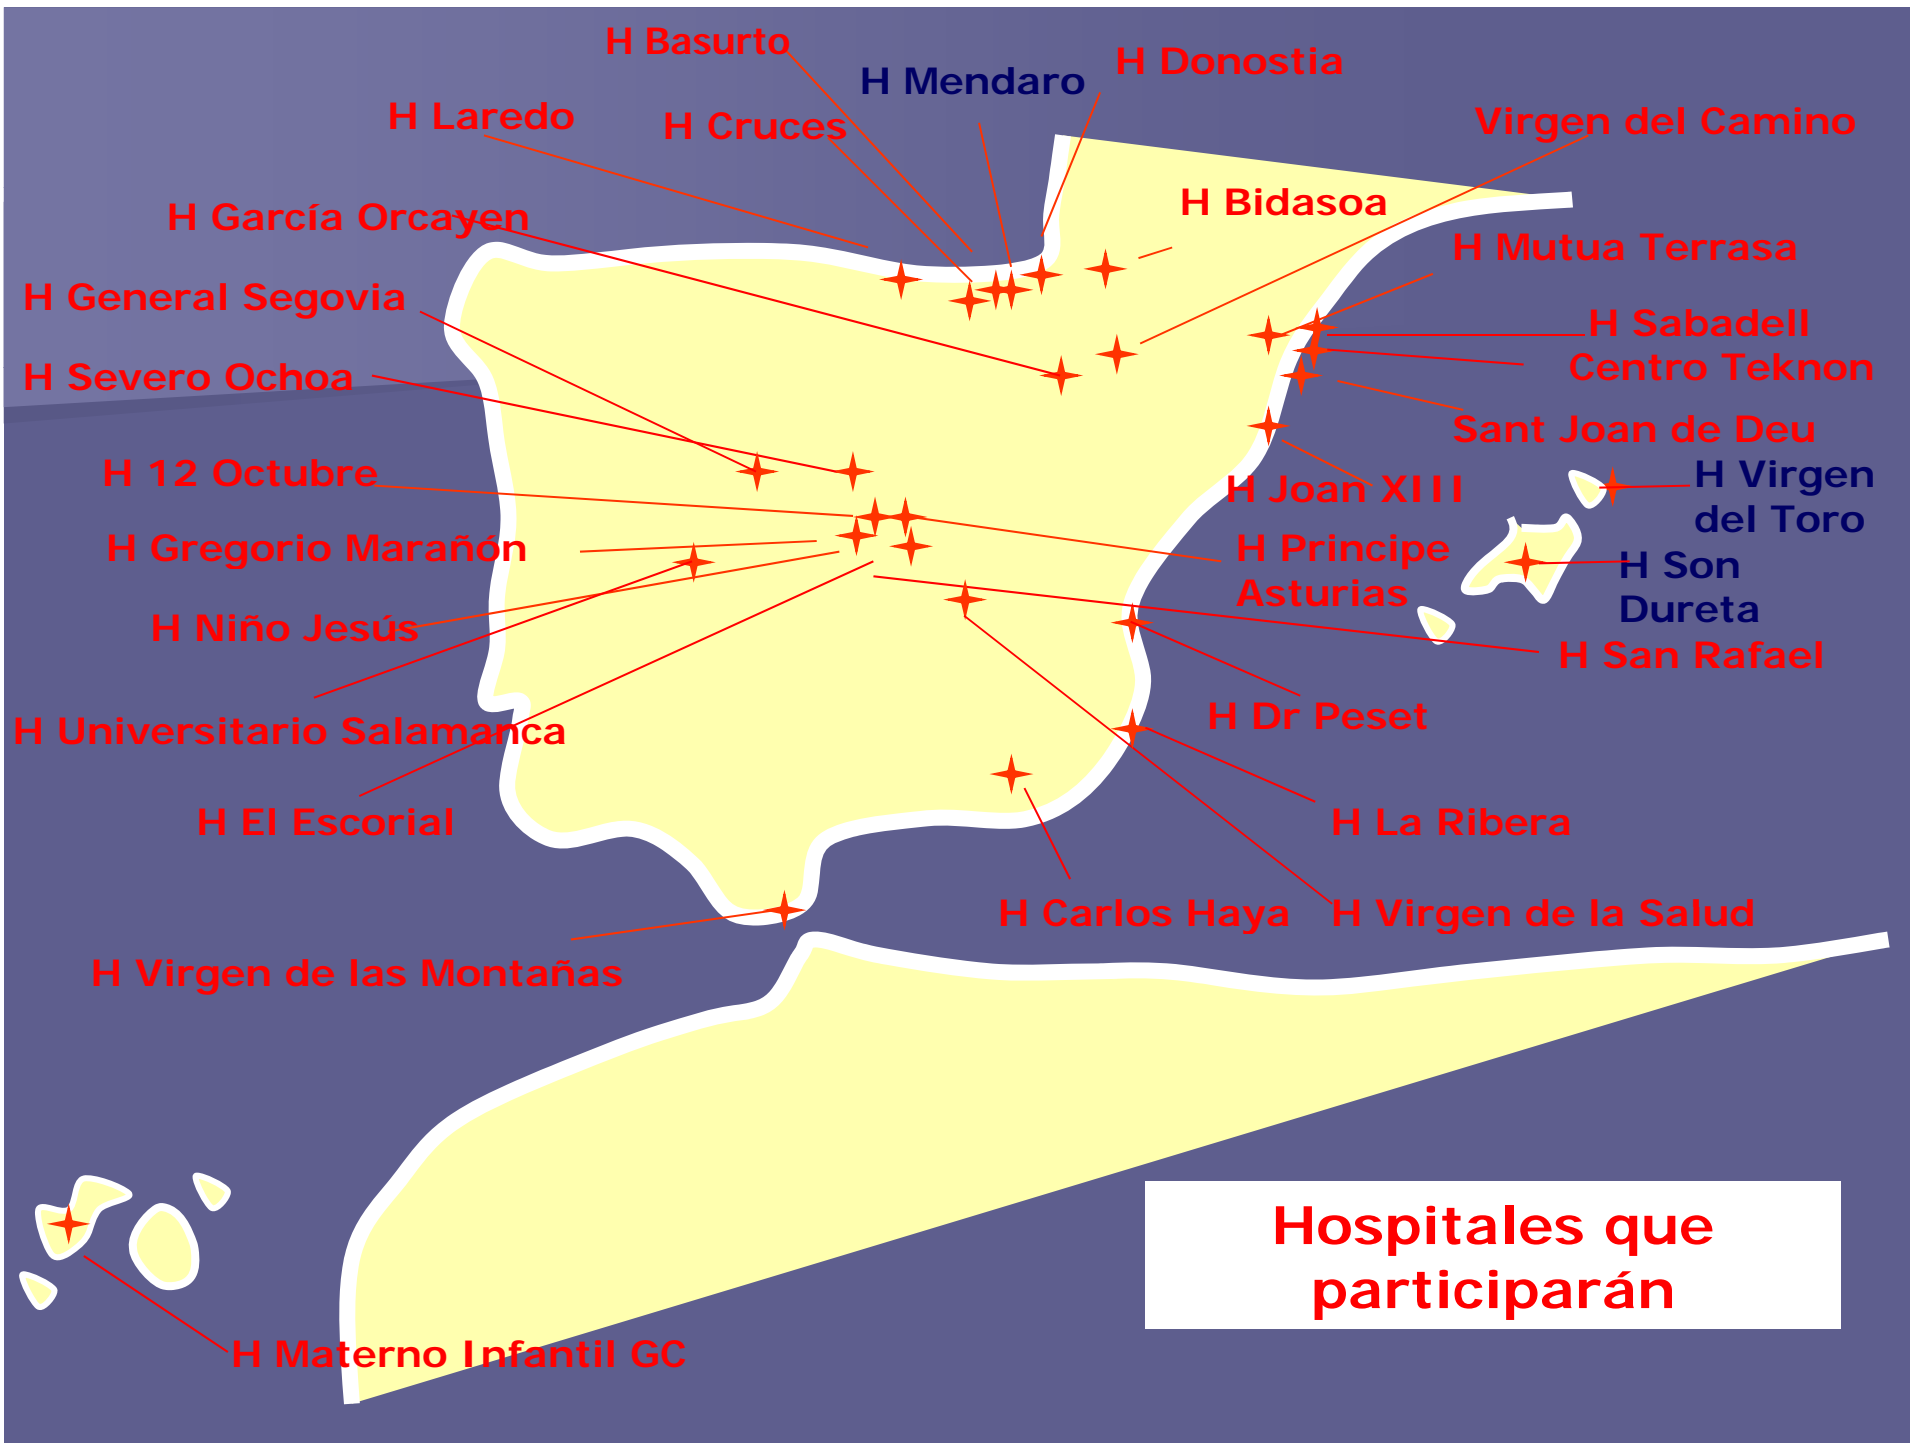 H Basurto
H Donostia
H Mendaro
H Laredo
H Cruces
Virgen del Camino
H García Orcayen
H Bidasoa
H Mutua Terrasa
H General Segovia
H Sabadell
Centro Teknon
H Severo Ochoa
Sant Joan de Deu
H 12 Octubre
H Joan XIII
H Virgen
del Toro
H Gregorio Marañón
H Principe
Asturias
H Son
Dureta
H Niño Jesús
H San Rafael
H Universitario Salamanca
H Dr Peset
H El Escorial
H La Ribera
H Carlos Haya
H Virgen de la Salud
H Virgen de las Montañas
Hospitales que
participarán
H Materno Infantil GC